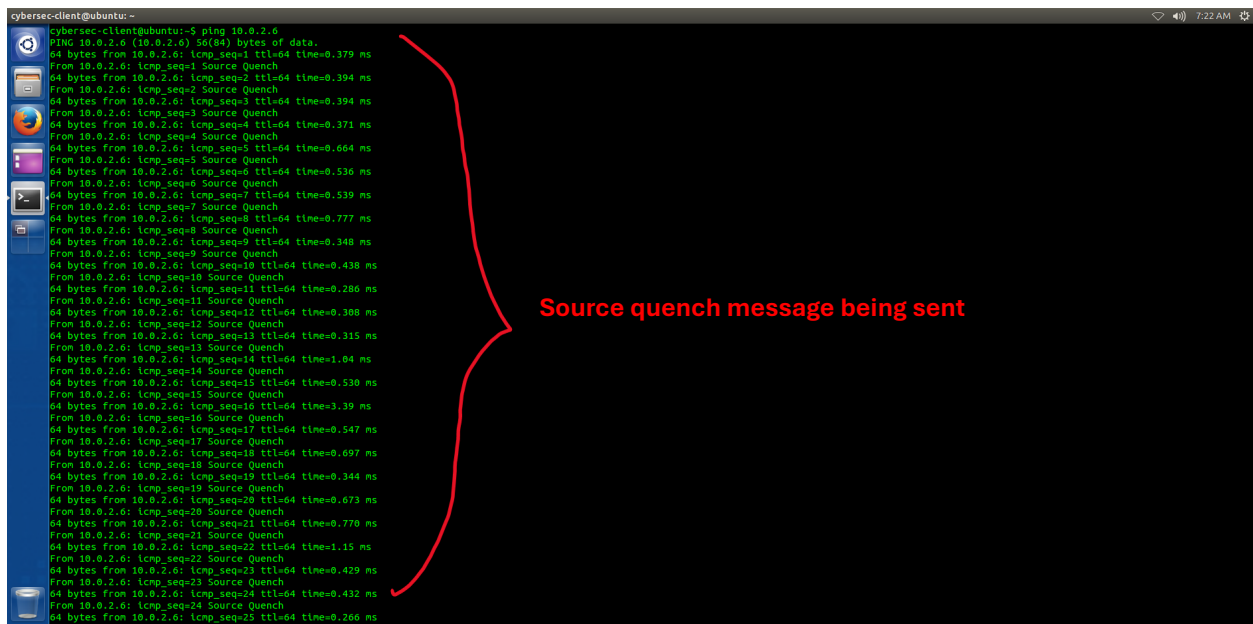 cybersec-client@ubuntu: ~
7:22 AM
cybersec-client@ubuntu:~$ ping 10.0.2.6
PING 10.0.2.6 (10.0.2.6) 56(84) bytes of data.
64 bytes from 10.0.2.6: icmp_seq=1 ttl=64 time=0.379 ms
From 10.0.2.6: icmp_seq=1 Source Quench
64 bytes from 10.0.2.6: icmp_seq=2 ttl=64 time=0.394 ms
From 10.0.2.6: icmp_seq=2 Source Quench
64 bytes from 10.0.2.6: icmp_seq=3 ttl=64 time=0.394 ms
From 10.0.2.6: icmp_seq=3 Source Quench
64 bytes from 10.0.2.6: icmp_seq=4 ttl=64 time=0.371 ms
From 10.0.2.6: icmp_seq=4 Source Quench
64 bytes from 10.0.2.6: icmp_seq=5 ttl=64 time=0.664 ms
From 10.0.2.6: icmp_seq=5 Source Quench
64 bytes from 10.0.2.6: icmp_seq=6 ttl=64 time=0.536 ms
From 10.0.2.6: icmp_seq=6 Source Quench
64 bytes from 10.0.2.6: icmp_seq=7 ttl=64 time=0.539 ms
From 10.0.2.6: icmp_seq=7 Source Quench
64 bytes from 10.0.2.6: icmp_seq=8 ttl=64 time=0.777 ms
From 10.0.2.6: icmp_seq=8 Source Quench
64 bytes from 10.0.2.6: icmp_seq=9 ttl=64 time=0.348 ms
From 10.0.2.6: icmp_seq=9 Source Quench
64 bytes from 10.0.2.6: icmp_seq=10 ttl=64 time=0.438 ms
From 10.0.2.6: icmp_seq=10 Source Quench
64 bytes from 10.0.2.6: icmp_seq=11 ttl=64 time=0.286 ms
From 10.0.2.6: icmp_seq=11 Source Quench
64 bytes from 10.0.2.6: icmp_seq=12 ttl=64 time=0.308 ms
From 10.0.2.6: icmp_seq=12 Source Quench
64 bytes from 10.0.2.6: icmp_seq=13 ttl=64 time=0.315 ms
From 10.0.2.6: icmp_seq=13 Source Quench
64 bytes from 10.0.2.6: icmp_seq=14 ttl=64 time=1.04 ms
From 10.0.2.6: icmp_seq=14 Source Quench
64 bytes from 10.0.2.6: icmp_seq=15 ttl=64 time=0.530 ms
From 10.0.2.6: icmp_seq=15 Source Quench
64 bytes from 10.0.2.6: icmp_seq=16 ttl=64 time=3.39 ms
From 10.0.2.6: icmp_seq=16 Source Quench
64 bytes from 10.0.2.6: icmp_seq=17 ttl=64 time=0.547 ms
From 10.0.2.6: icmp_seq=17 Source Quench
64 bytes from 10.0.2.6: icmp_seq=18 ttl=64 time=0.697 ms
From 10.0.2.6: icmp_seq=18 Source Quench
64 bytes from 10.0.2.6: icmp_seq=19 ttl=64 time=0.344 ms
From 10.0.2.6: icmp_seq=19 Source Quench
64 bytes from 10.0.2.6: icmp_seq=20 ttl=64 time=0.673 ms
From 10.0.2.6: icmp_seq=20 Source Quench
64 bytes from 10.0.2.6: icmp_seq=21 ttl=64 time=0.770 ms
From 10.0.2.6: icmp_seq=21 Source Quench
64 bytes from 10.0.2.6: icmp_seq=22 ttl=64 time=1.15 ms
From 10.0.2.6: icmp_seq=22 Source Quench
64 bytes from 10.0.2.6: icmp_seq=23 ttl=64 time=0.429 ms
From 10.0.2.6: icmp_seq=23 Source Quench
64 bytes from 10.0.2.6: icmp_seq=24 ttl=64 time=0.432 ms
From 10.0.2.6: icmp_seq=24 Source Quench
64 bytes from 10.0.2.6: icmp_seq=25 ttl=64 time=0.266 ms
Source quench message being sent